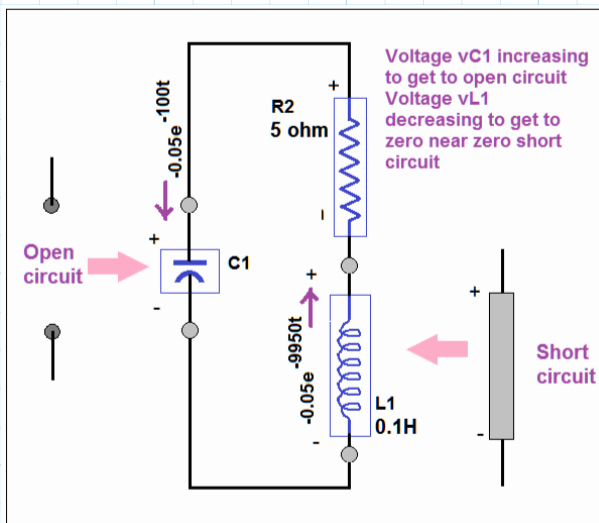 Voltage vC1 increasing
to get to open circuit
Voltage vL1
decreasing to get to
zero near zero short
circuit
-0.05e -100t
+
R2
5 ohm
-
Open
circuit
+
C1
-
+
-0.05e -9950t
L1
0.1H
-
+
Short
circuit
-